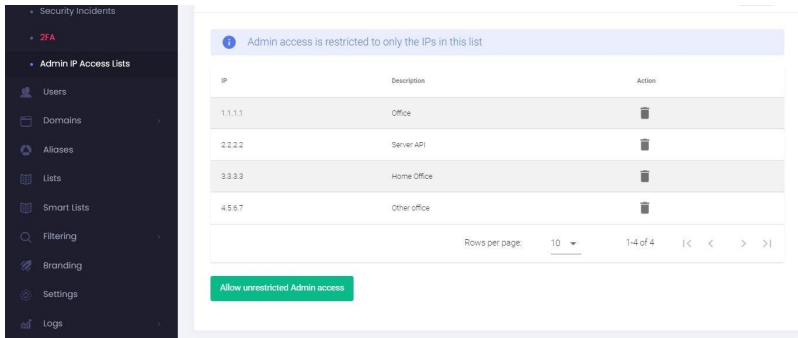 Security Incidents
2FA
Admin IP Access Lists
Users
Domains
Aliases
Lists
Smart Lists
Filtering
Branding
Settings
Logs
Admin access is restricted to only the IPs in this list
IP Description Action
1.1.1.1 Office
2.2.2.2 Server API
3.3.3.3 Home Office
4.5.6.7 Other office
Rows per page: 10 1-4 of 4
Allow unrestricted Admin access